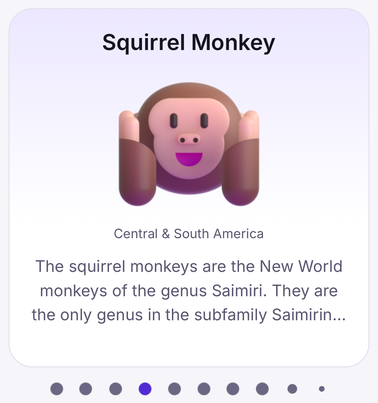 Squirrel Monkey
Central & South America
The squirrel monkeys are the New World
monkeys of the genus Saimiri. They are
the only genus in the subfamily Saimirin...